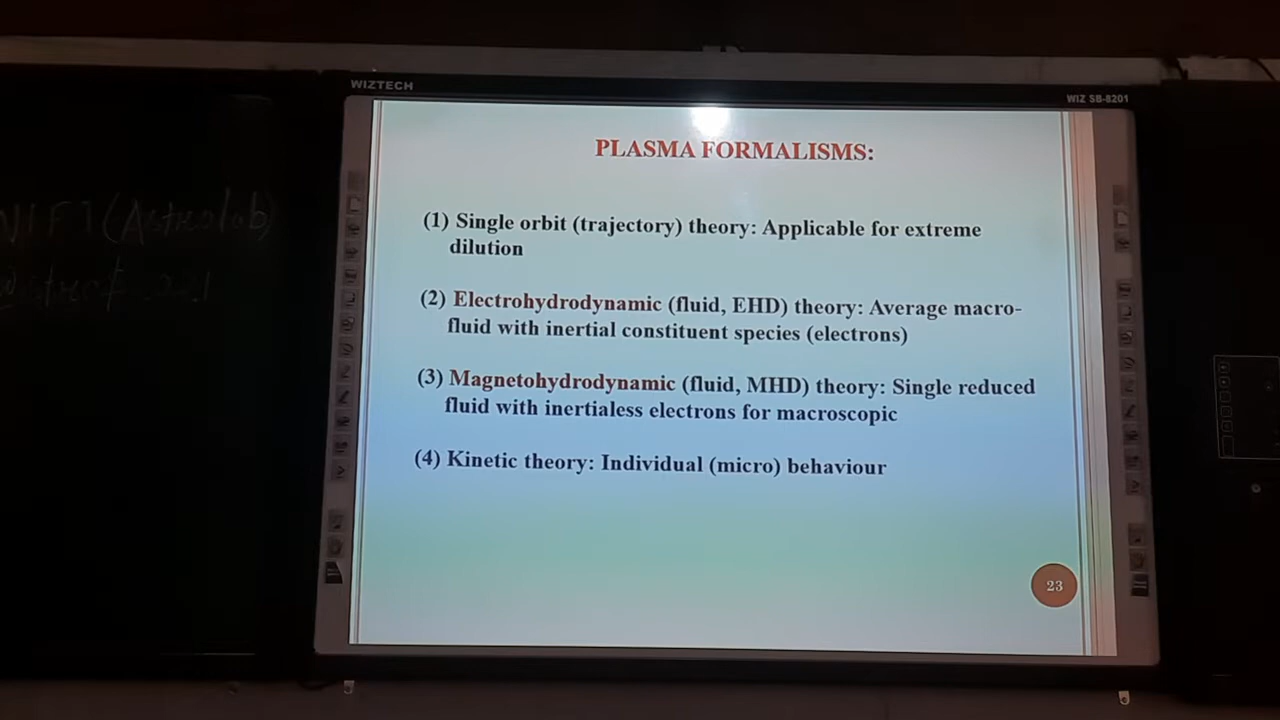 WIZTECH
WIZ SB-8201
PLASMA FORMALISMS:
(1) Single orbit (trajectory) theory: Applicable for extreme
dilution
(2) Electrohydrodynamic (fluid, EHD) theory: Average macro-
fluid with inertial constituent species (electrons)
(3) Magnetohydrodynamic (fluid, MHD) theory: Single reduced
fluid with inertialess electrons for macroscopic
(4) Kinetic theory: Individual (micro) behaviour
23
(Astrolab)